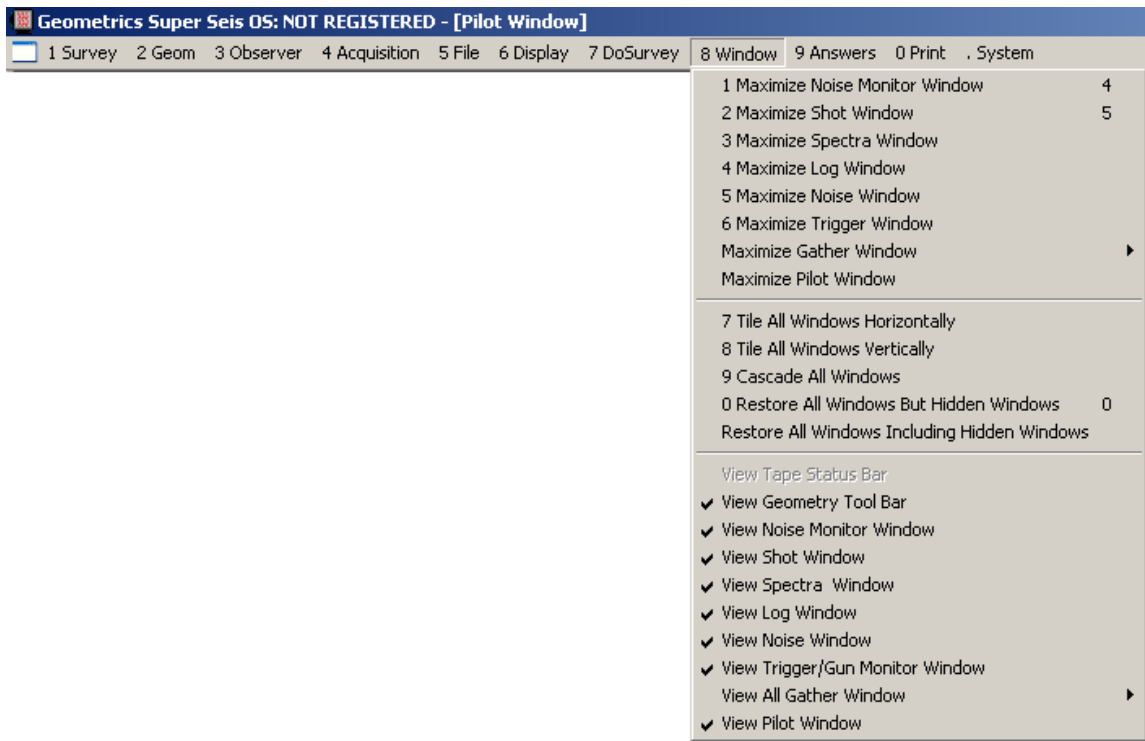 Geometrics Super Seis OS: NOT REGISTERED - [Pilot Window]
1 Survey 2 Geom 3 Observer 4 Acquisition 5 File 6 Display 7 DoSurvey 8 Window 9 Answers 0 Print . System
1 Maximize Noise Monitor Window 4
2 Maximize Shot Window 5
3 Maximize Spectra Window
4 Maximize Log Window
5 Maximize Noise Window
6 Maximize Trigger Window
Maximize Gather Window
Maximize Pilot Window
7 Tile All Windows Horizontally
8 Tile All Windows Vertically
9 Cascade All Windows
0 Restore All Windows But Hidden Windows 0
Restore All Windows Including Hidden Windows
View Tape Status Bar
View Geometry Tool Bar
View Noise Monitor Window
View Shot Window
View Spectra Window
View Log Window
View Noise Window
View Trigger/Gun Monitor Window
View All Gather Window
View Pilot Window